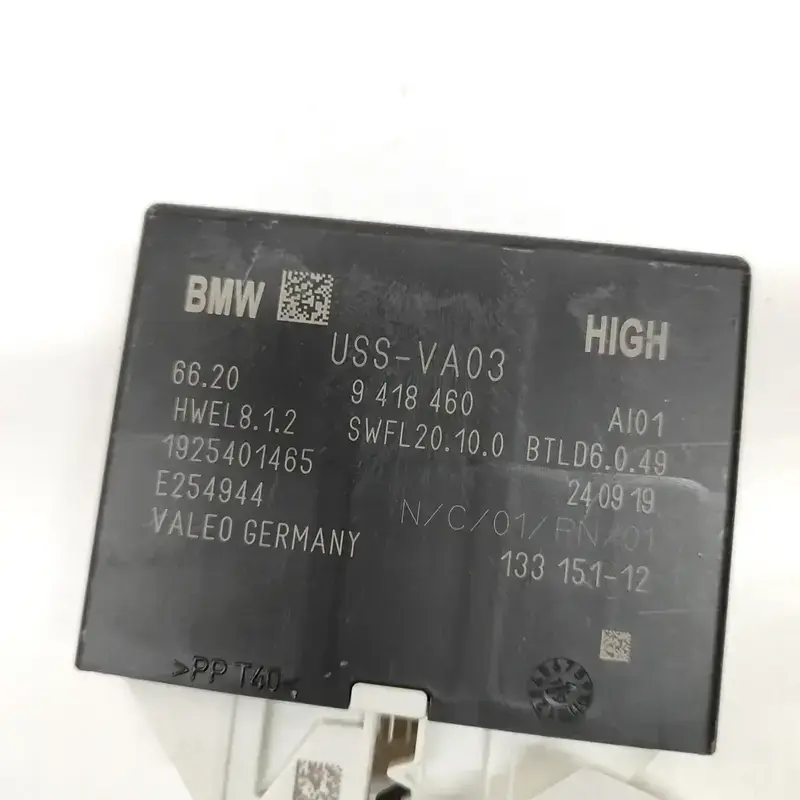 BMW
HIGH
USS-VA03
66.20
9 418 460
AI01
HWEL8.1.2
SWFL20.10.0
BTLD6.0.49
1925401465
24 09 19
E254944
N/C/01/RN/01
VALEO GERMANY
133 151-12
>PP T40<